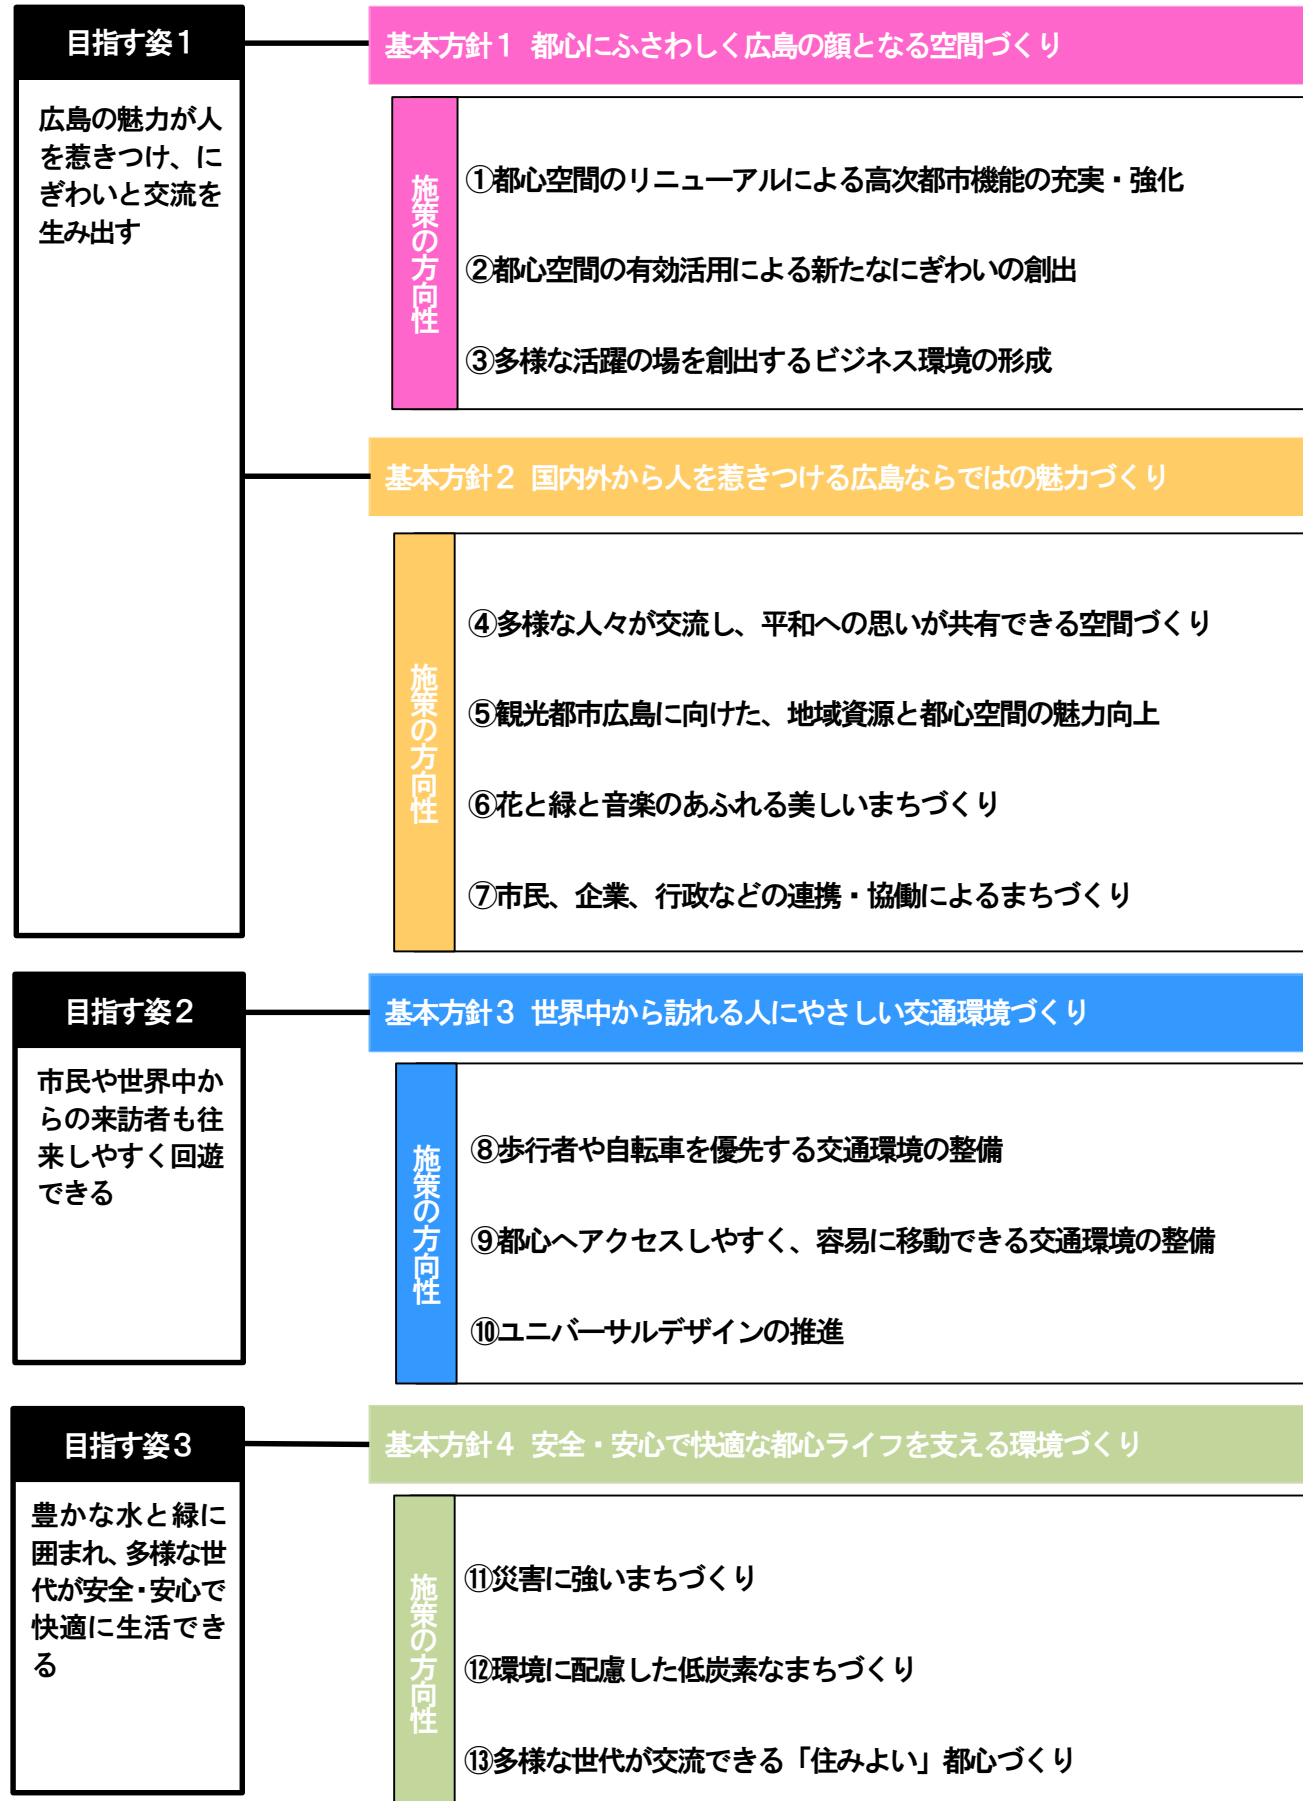 目指す姿1
広島の魅力が人
を惹きつけ、に
ぎわいと交流を
生み出す
基本方針1 都心にふさわしく広島の顔となる空間づくり
施策の方向性
①都心空間のリニューアルによる高次都市機能の充実・強化
②都心空間の有効活用による新たなにぎわいの創出
③多様な活躍の場を創出するビジネス環境の形成
基本方針2 国内外から人を惹きつける広島ならではの魅力づくり
施策の方向性
④多様な人々が交流し、平和への思いが共有できる空間づくり
⑤観光都市広島に向けた、地域資源と都心空間の魅力向上
⑥花と緑と音楽のあふれる美しいまちづくり
⑦市民、企業、行政などの連携・協働によるまちづくり
目指す姿2
市民や世界中か
らの来訪者も往
来しやすく回遊
できる
基本方針3 世界中から訪れる人にやさしい交通環境づくり
施策の方向性
⑧歩行者や自転車を優先する交通環境の整備
⑨都心へアクセスしやすく、容易に移動できる交通環境の整備
⑩ユニバーサルデザインの推進
目指す姿3
豊かな水と緑に
囲まれ、多様な世
代が安全・安心で
快適に生活でき
る
基本方針4 安全・安心で快適な都心ライフを支える環境づくり
施策の方向性
⑪災害に強いまちづくり
⑫環境に配慮した低炭素なまちづくり
⑬多様な世代が交流できる「住みよい」都心づくり